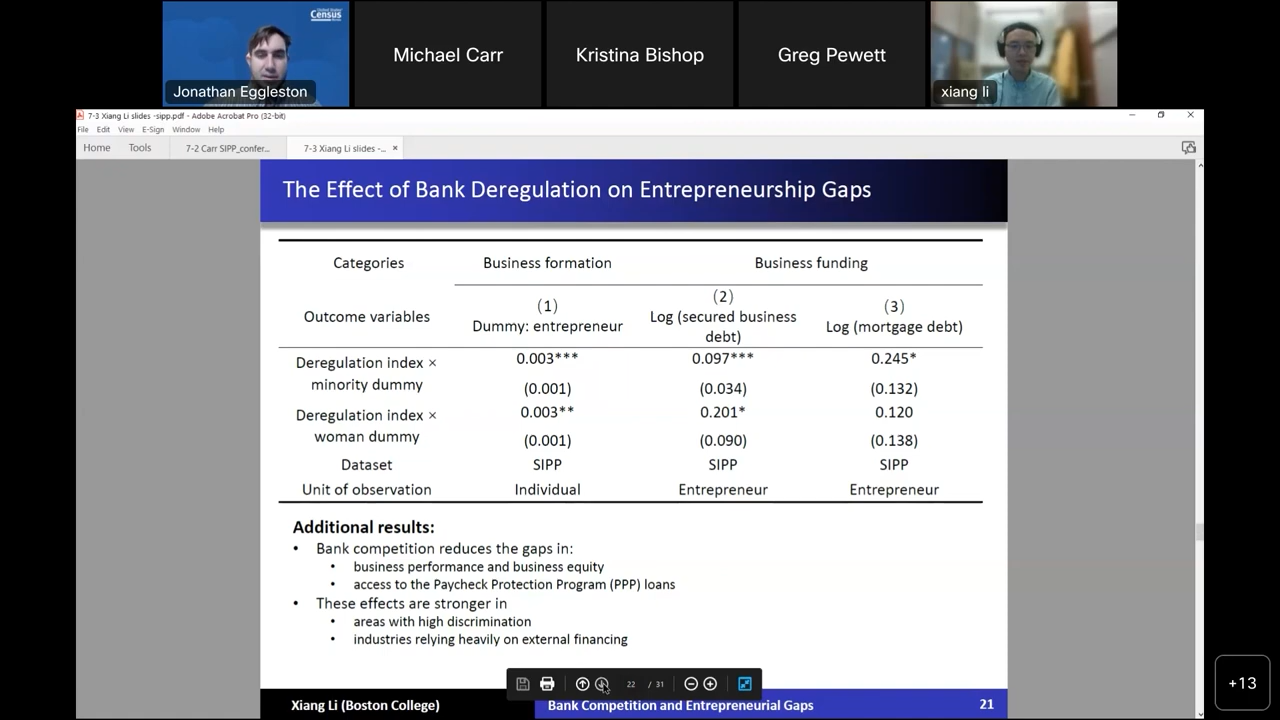 United States®
Census
Bureau
Jonathan Eggleston
Michael Carr
Kristina Bishop
Greg Pewett
xiang li
7-3 Xiang Li slides -sipp.pdf - Adobe Acrobat Pro (32-bit)
File Edit View E-Sign Window Help
Home Tools 7-2 Carr SIPP_confer... 7-3 Xiang Li slides -...
The Effect of Bank Deregulation on Entrepreneurship Gaps
Categories Business formation Business funding
Outcome variables (1) Dummy: entrepreneur (2) Log (secured business debt) (3) Log (mortgage debt)
Deregulation index × minority dummy 0.003*** 0.097*** 0.245*
(0.001) (0.034) (0.132)
Deregulation index × woman dummy 0.003** 0.201* 0.120
(0.001) (0.090) (0.138)
Dataset SIPP SIPP SIPP
Unit of observation Individual Entrepreneur Entrepreneur
Additional results:
• Bank competition reduces the gaps in:
• business performance and business equity
• access to the Paycheck Protection Program (PPP) loans
• These effects are stronger in
• areas with high discrimination
• industries relying heavily on external financing
22 / 31
Xiang Li (Boston College) Bank Competition and Entrepreneurial Gaps 21
+13